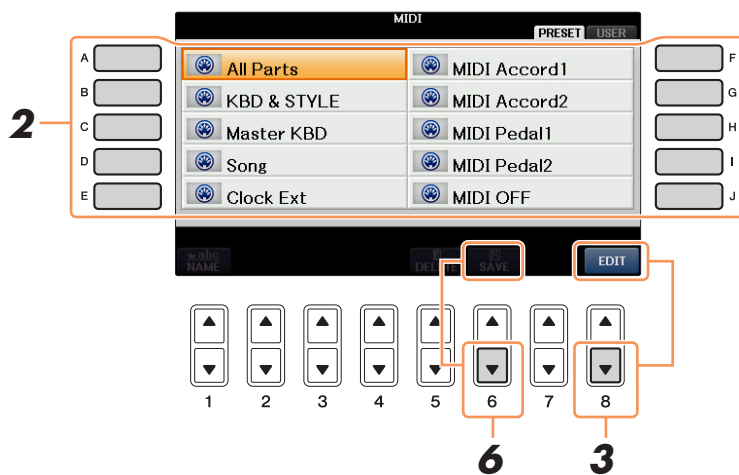 MIDI
PRESET USER
A All Parts MIDI Accord1 F
B KBD & STYLE MIDI Accord2 G
2 C Master KBD MIDI Pedal1 H
D Song MIDI Pedal2 I
E Clock Ext MIDI OFF J
abc
NAME DELETE SAVE EDIT
1 2 3 4 5 6 7 8
6 3